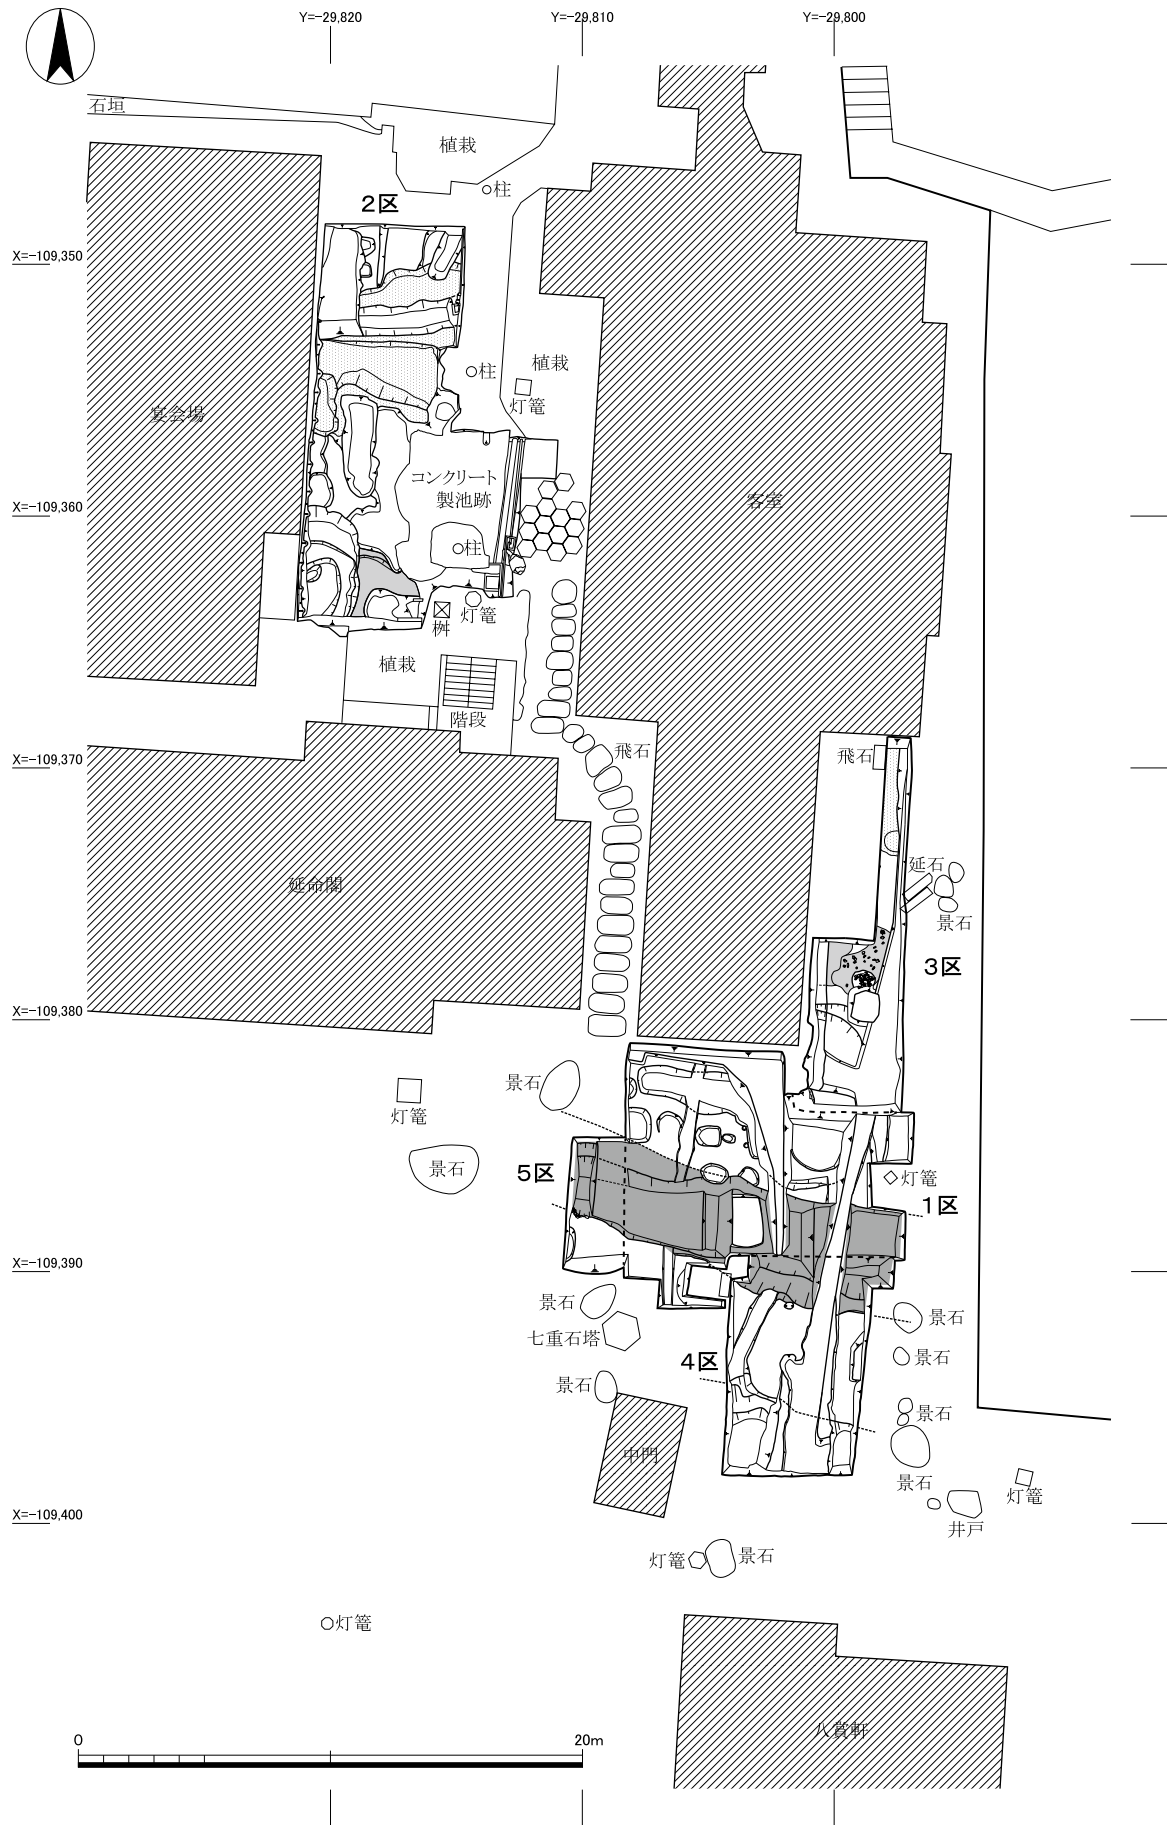 Y=−29,820
Y=−29,810
Y=−29,800
石垣
植栽
柱
2区
X=−109,350
柱
植栽
灯篭
宴会場
コンクリート
製池跡
客室
X=−109,360
柱
灯篭
桝
植栽
階段
飛石
飛石
X=−109,370
延石
景石
延命閣
3区
X=−109,380
景石
灯篭
景石
5区
灯篭
1区
X=−109,390
景石
景石
七重石塔
4区
景石
景石
景石
中門
景石
灯篭
井戸
X=−109,400
灯篭
景石
灯篭
八賞軒
0
20m